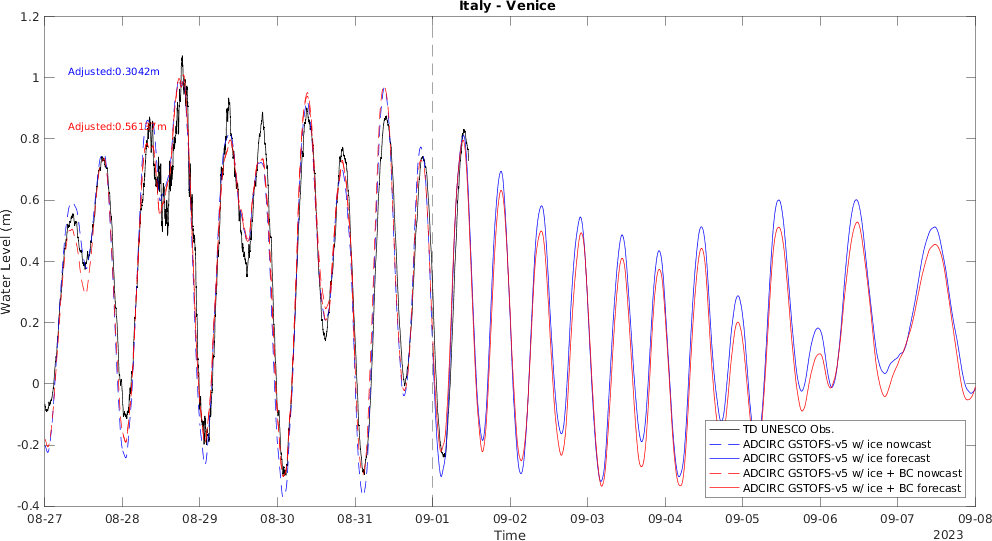 Italy - Venice
1.2
1
0.8
0.6
0.4
0.2
0
-0.2
-0.4
Water Level (m)
Adjusted:0.3042m
08-27
08-28
08-29
08-30
08-31
09-01
09-02
09-03
09-04
09-05
09-06
09-07
09-08
Time
2023
TD UNESCO Obs.
ADCIRC GSTOFS-v5 w/ ice nowcast
ADCIRC GSTOFS-v5 w/ ice forecast
ADCIRC GSTOFS-v5 w/ice + BC nowcast
ADCIRC GSTOFS-v5 w/ice + BC forecast